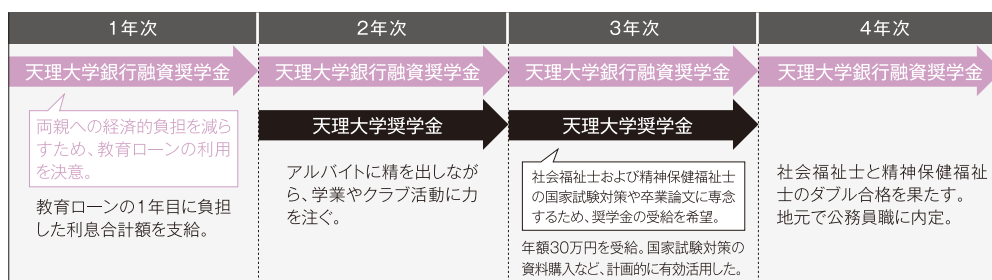 1年次
2年次
3年次
4年次
天理大学銀行融資奨学金
天理大学銀行融資奨学金
天理大学銀行融資奨学金
天理大学銀行融資奨学金
両親への経済的負担を減ら
すため、教育ローンの利用
を決意。
教育ローンの1年目に負担
した利息合計額を支給。
天理大学奨学金
アルバイトに精を出しなが
ら、学業やクラブ活動に力
を注ぐ。
天理大学奨学金
社会福祉士および精神保健福祉士
の国家試験対策や卒業論文に専念
するため、奨学金の受給を希望。
年額30万円を受給。国家試験対策の
資料購入など、計画的に有効活用した。
社会福祉士と精神保健福祉
士のダブル合格を果たす。
地元で公務員職に内定。